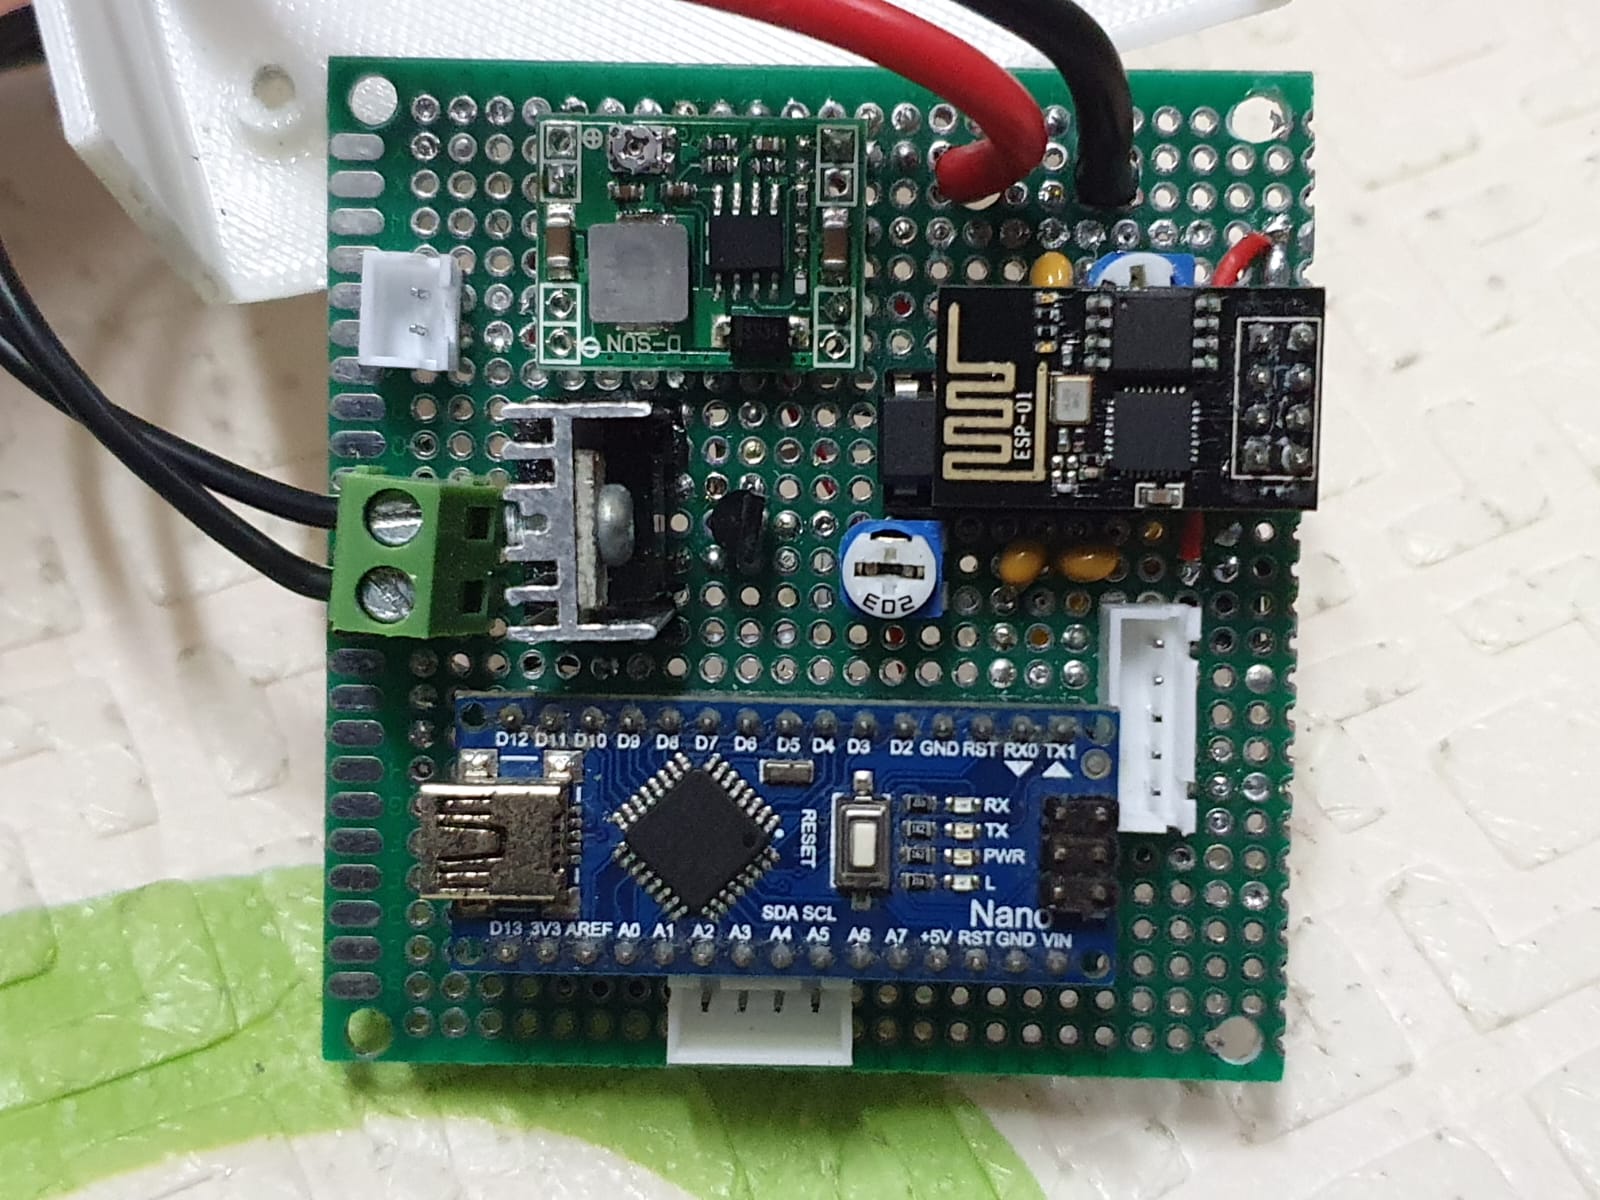 D-SUN
ESP-01
E02
D12 D11 D10 D9 D8 D7 D6 D5 D4 D3 D2 GND RST RX0 TX1
RX
TX
PWR
L
RESET
Nano
SDA SCL
D13 3V3 AREF A0 A1 A2 A3 A4 A5 A6 A7 +5V RST GND VIN